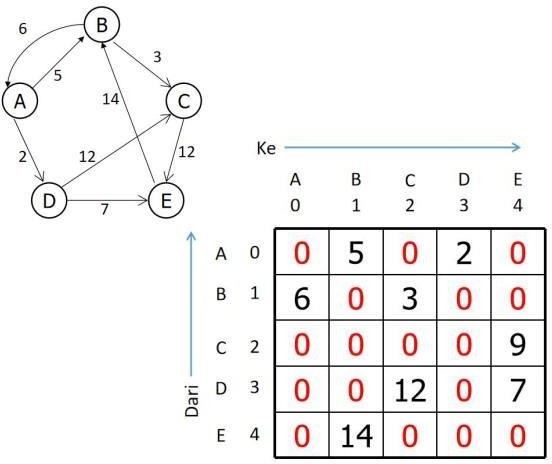 6
B
3
5
A
14
C
2
12
12
D
7
E
Ke
A B C D E
0 1 2 3 4
A 0 0 5 0 2 0
B 1 6 0 3 0 0
C 2 0 0 0 0 9
D 3 0 0 12 0 7
E 4 0 14 0 0 0
Dari